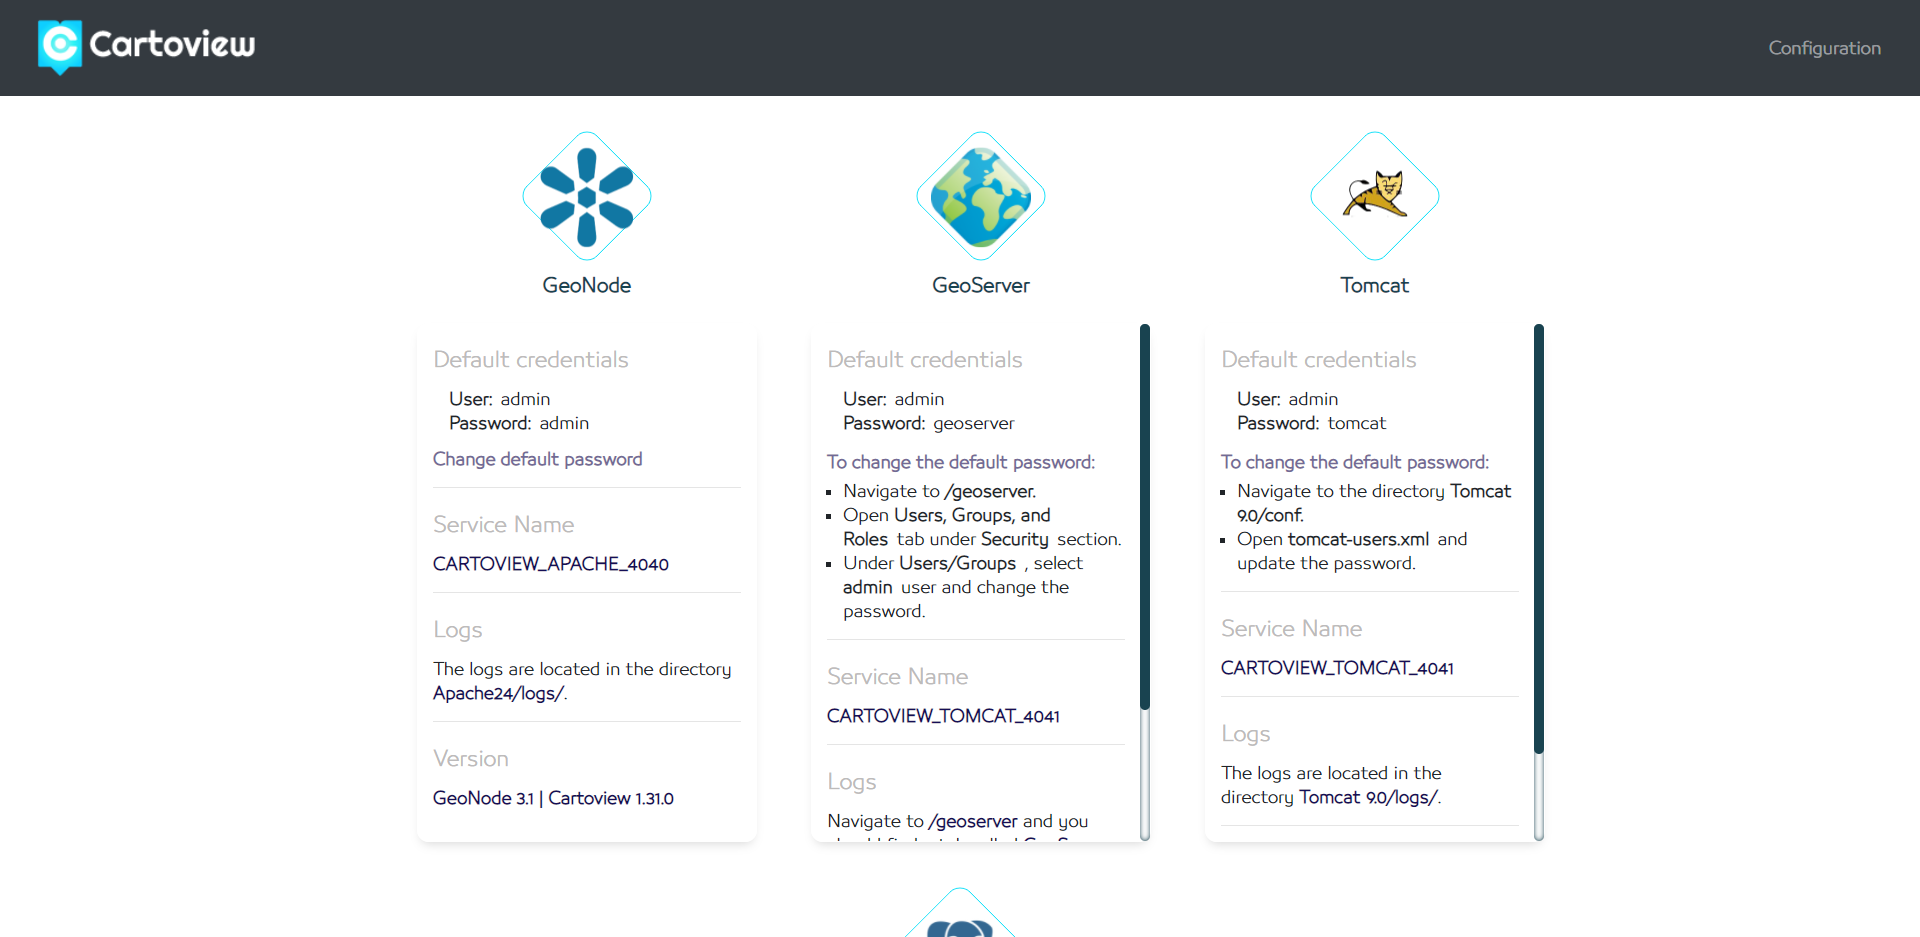 Cartoview
Configuration
GeoNode
Default credentials
User: admin
Password: admin
Change default password
Service Name
CARTOVIEW_APACHE_4040
Logs
The logs are located in the directory
Apache24/logs/.
Version
GeoNode 3.1 | Cartoview 1.31.0
GeoServer
Default credentials
User: admin
Password: geoserver
To change the default password:
▪ Navigate to /geoserver.
▪ Open Users, Groups, and
Roles tab under Security section.
▪ Under Users/Groups , select
admin user and change the
password.
Service Name
CARTOVIEW_TOMCAT_4041
Logs
Navigate to /geoserver and you
Tomcat
Default credentials
User: admin
Password: tomcat
To change the default password:
▪ Navigate to the directory Tomcat
9.0/conf.
▪ Open tomcat-users.xml and
update the password.
Service Name
CARTOVIEW_TOMCAT_4041
Logs
The logs are located in the
directory Tomcat 9.0/logs/.